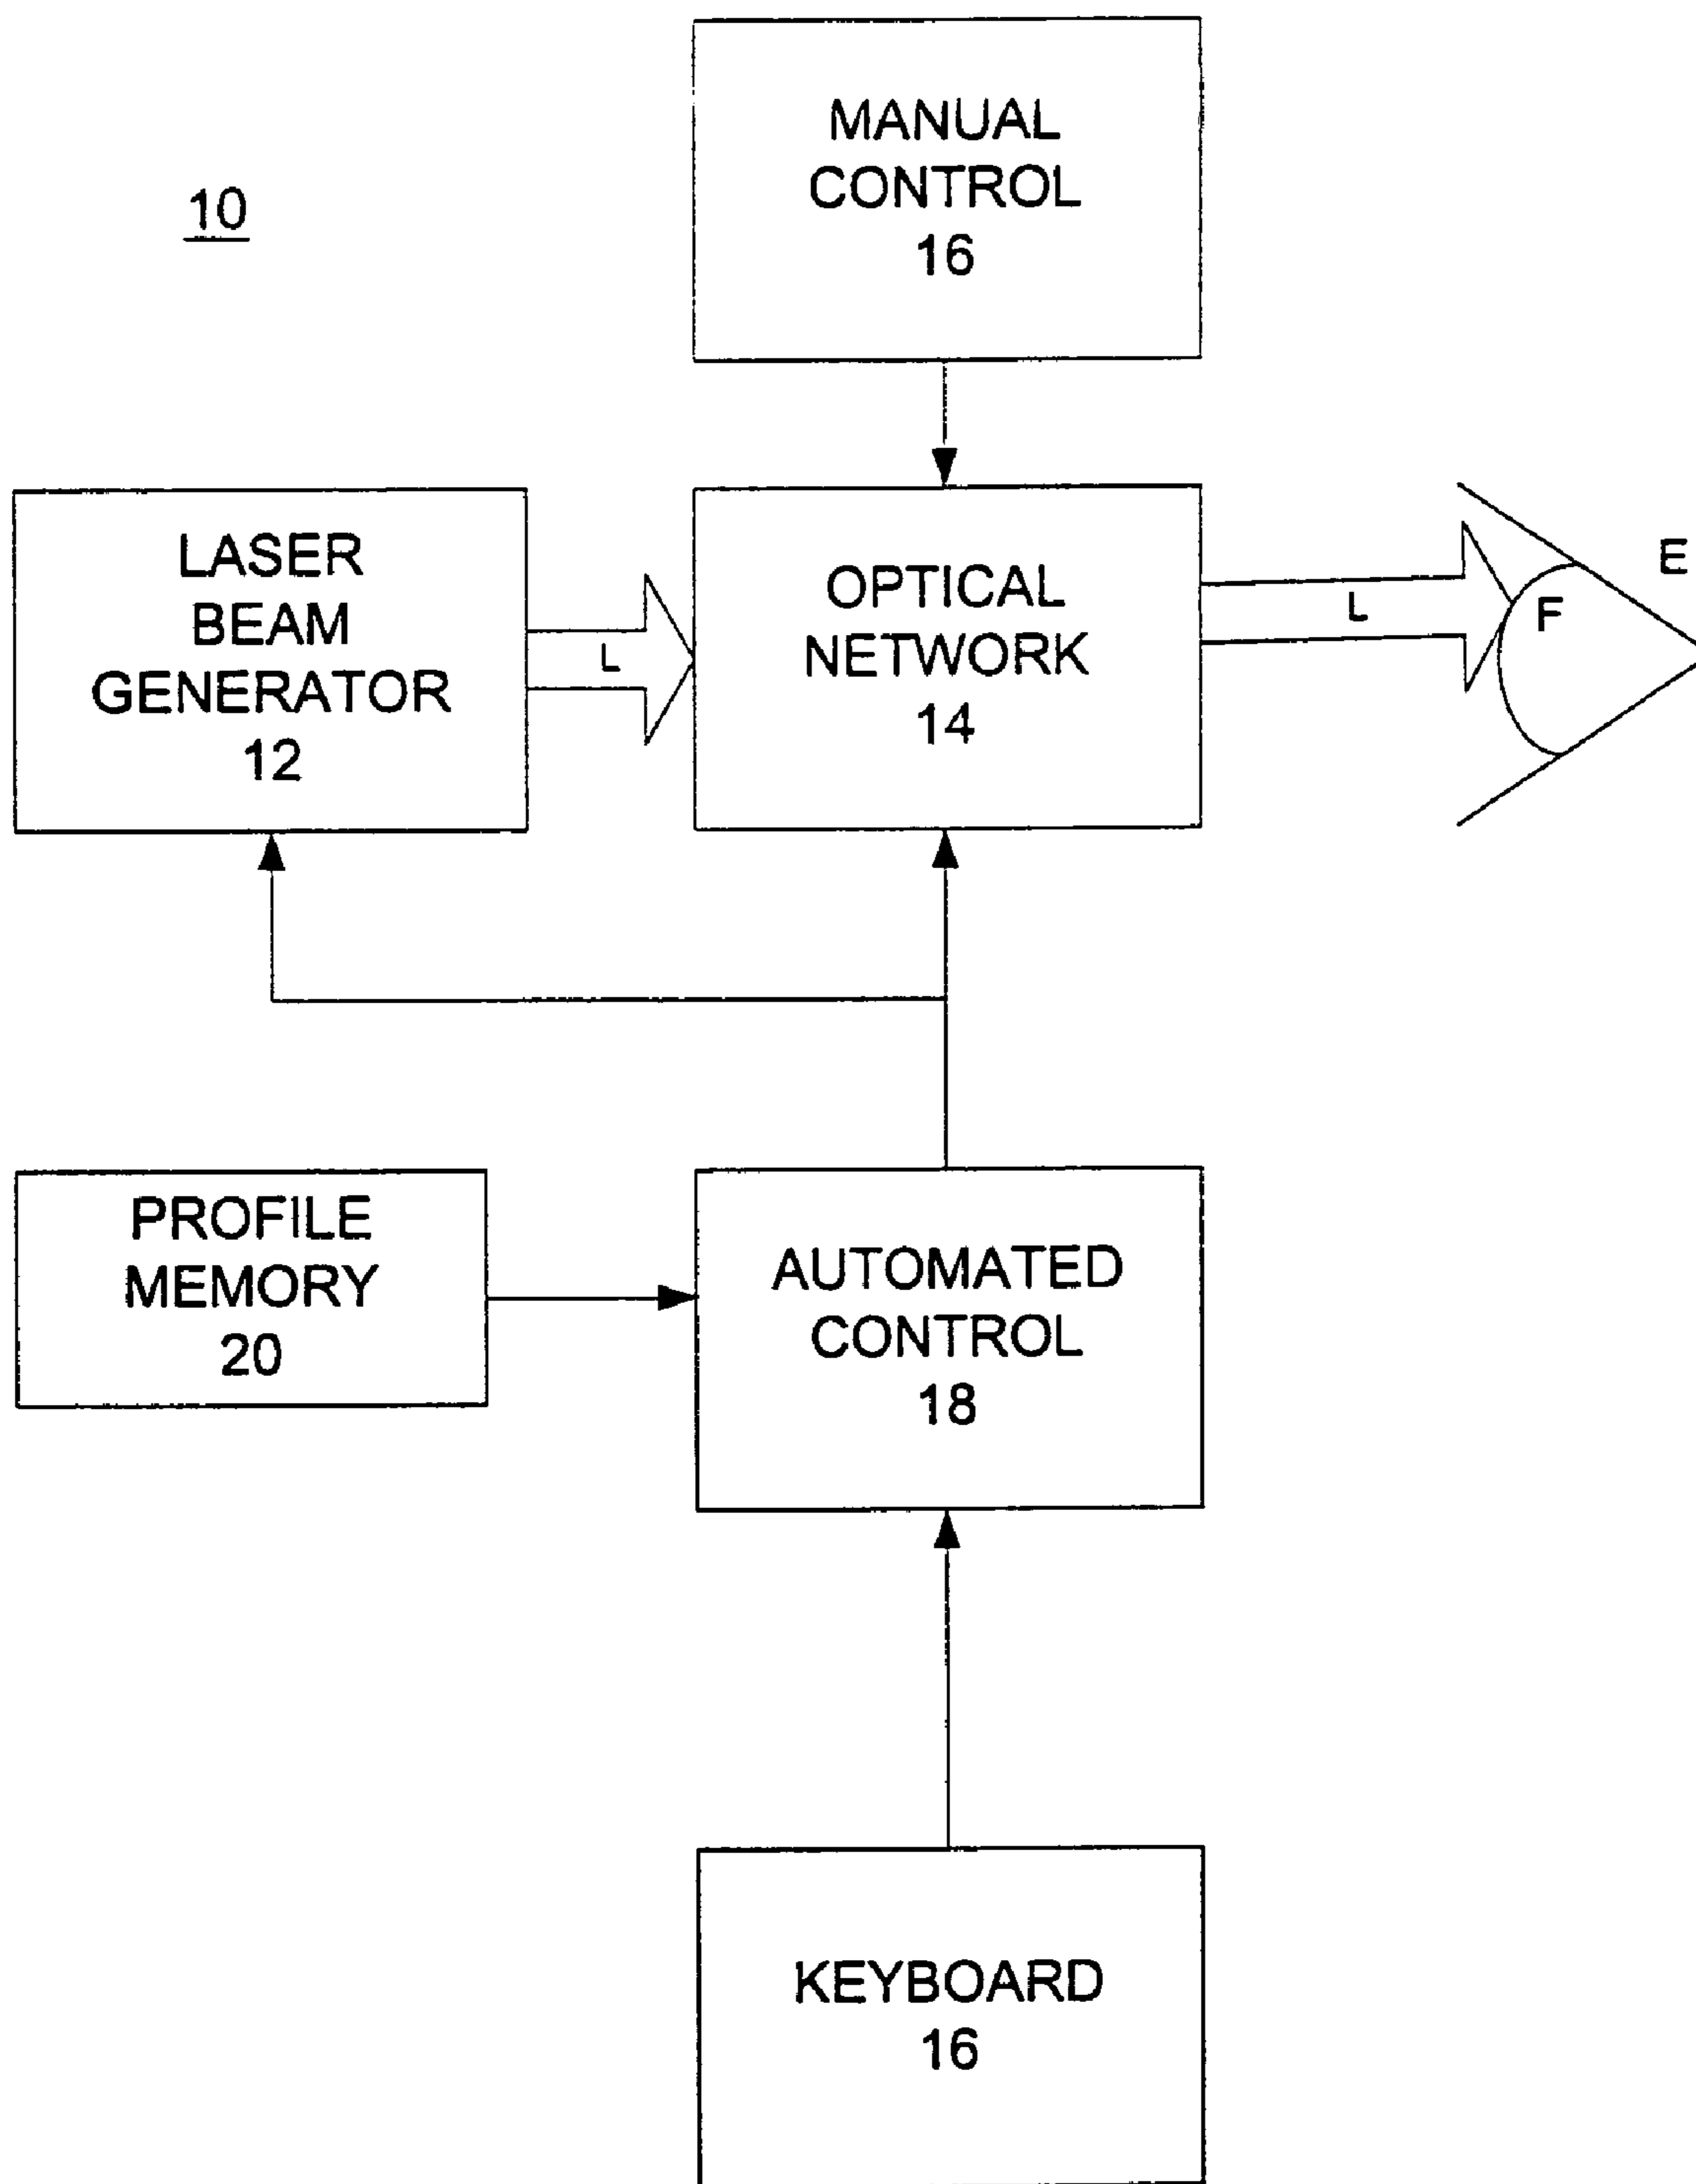 MANUAL
CONTROL
16
10
LASER
BEAM
GENERATOR
12
L
OPTICAL
NETWORK
14
L
F
E
PROFILE
MEMORY
20
AUTOMATED
CONTROL
18
KEYBOARD
16